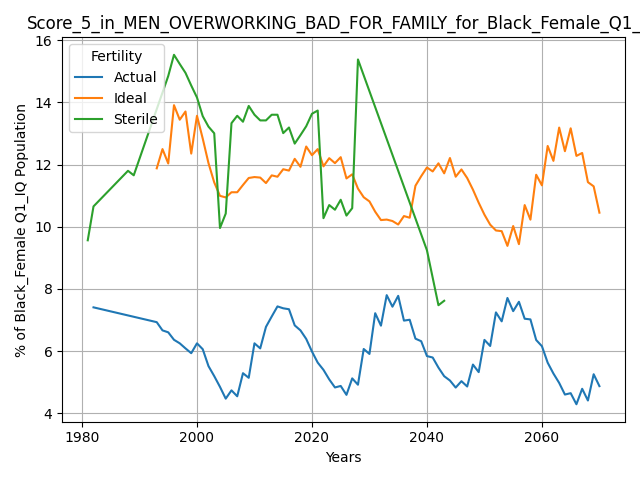 Score_5_in_MEN_OVERWORKING_BAD_FOR_FAMILY_for_Black_Female_Q1_
16
14
12
10
8
6
4
% of Black_Female Q1_IQ Population
Fertility
Actual
Ideal
Sterile
1980
2000
2020
2040
2060
Years